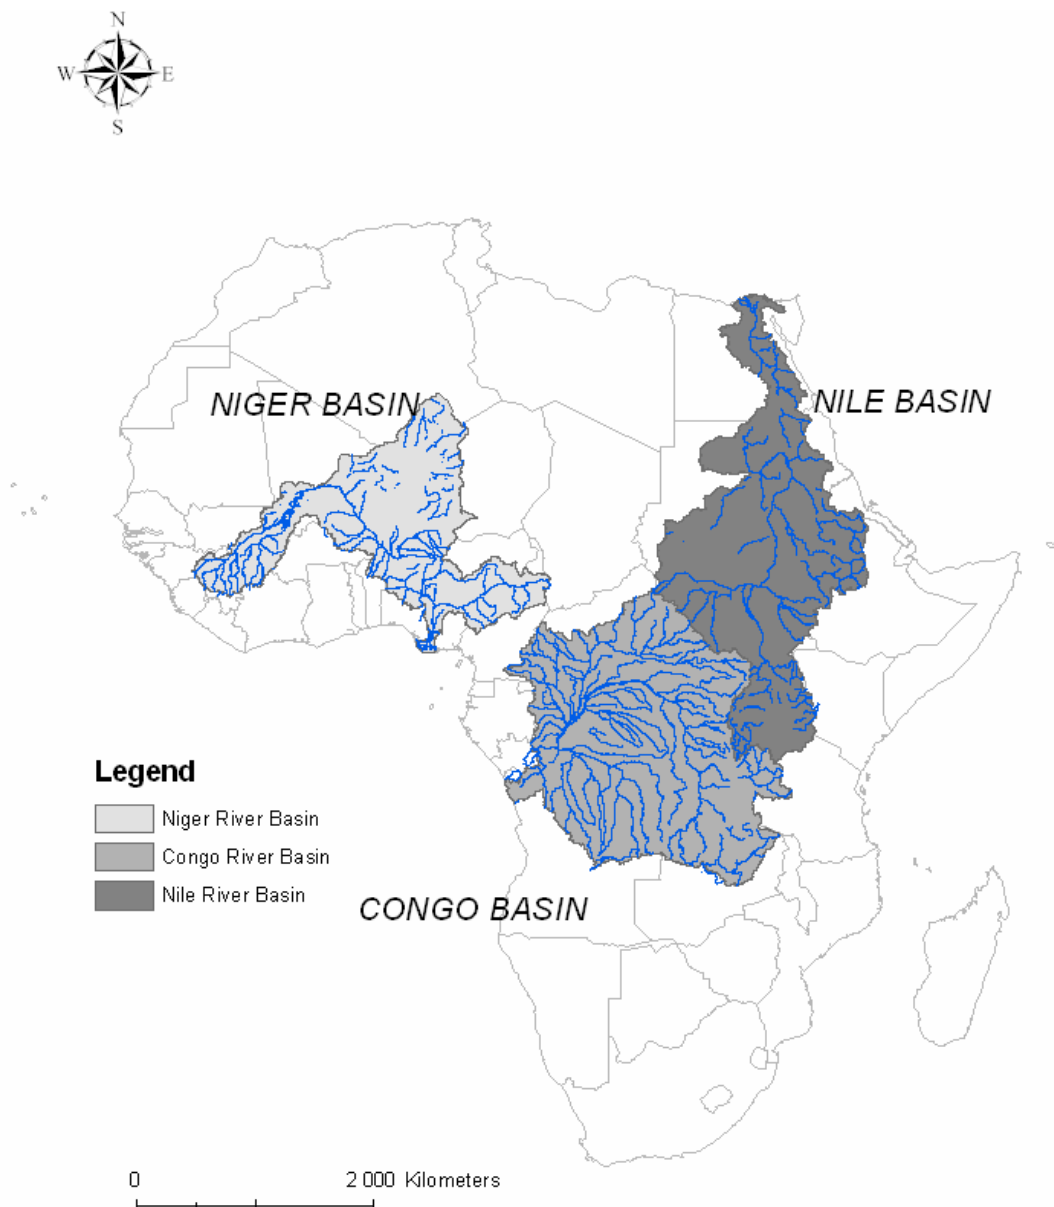 N
W E
S
NIGER BASIN
NILE BASIN
Legend
Niger River Basin
Congo River Basin
Nile River Basin
CONGO BASIN
0 2 000 Kilometers